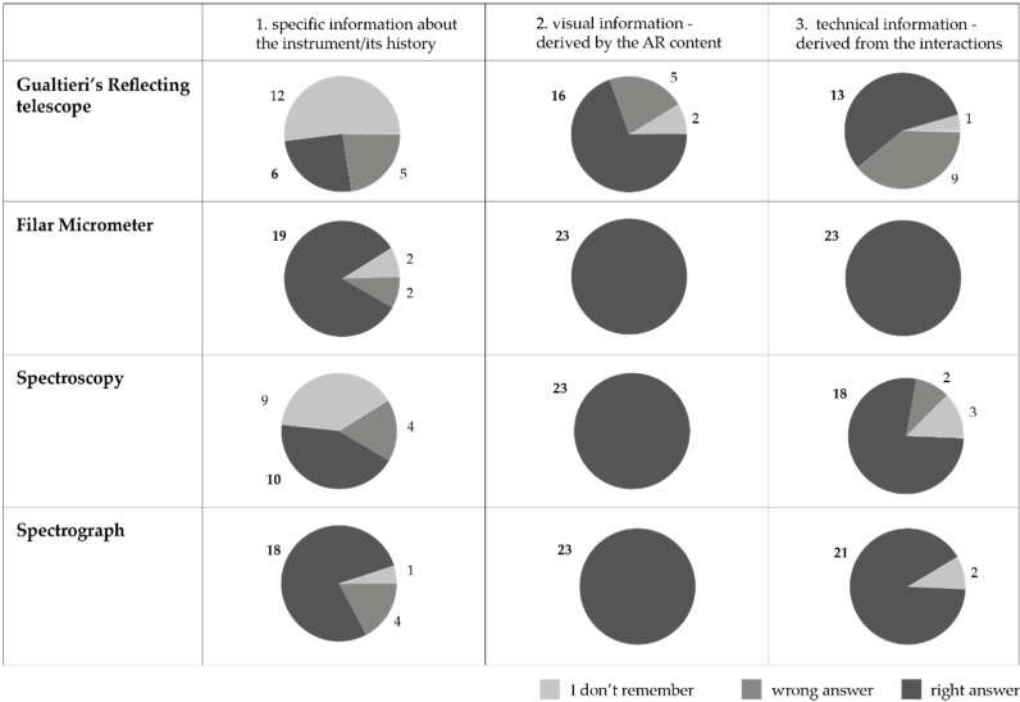 1. specific information about
the instrument/its history
2. visual information -
derived by the AR content
3. technical information -
derived from the interactions
Gualtieri's Reflecting
telescope
12
6
5
16
5
2
13
1
9
Filar Micrometer
19
2
2
23
23
Spectroscopy
9
4
10
23
18
2
3
Spectrograph
18
1
4
23
21
2
I don't remember
wrong answer
right answer